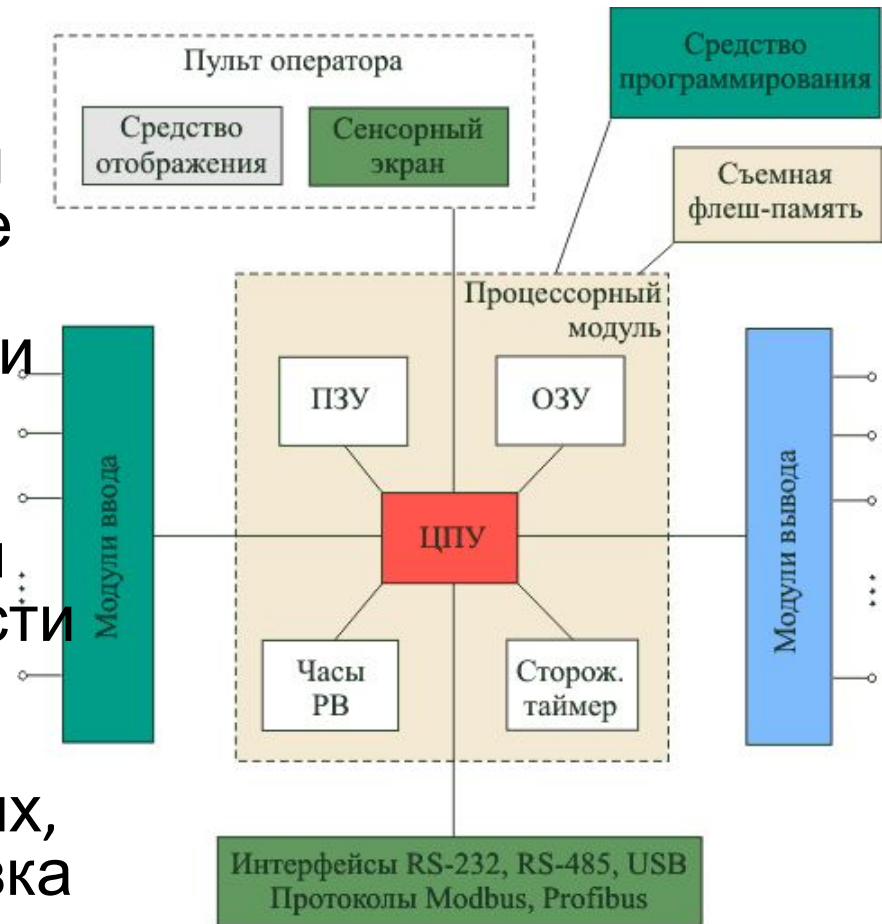 Пульт оператора
Средство
отображения
Сенсорный
экран
Средство
программирования
Съемная
флеш-память
Процессорный
модуль
ПЗУ
ОЗУ
ЦПУ
Часы
РВ
Сторож.
таймер
Модули ввода
Модули вывода
Интерфейсы RS-232, RS-485, USB
Протоколы Modbus, Profibus